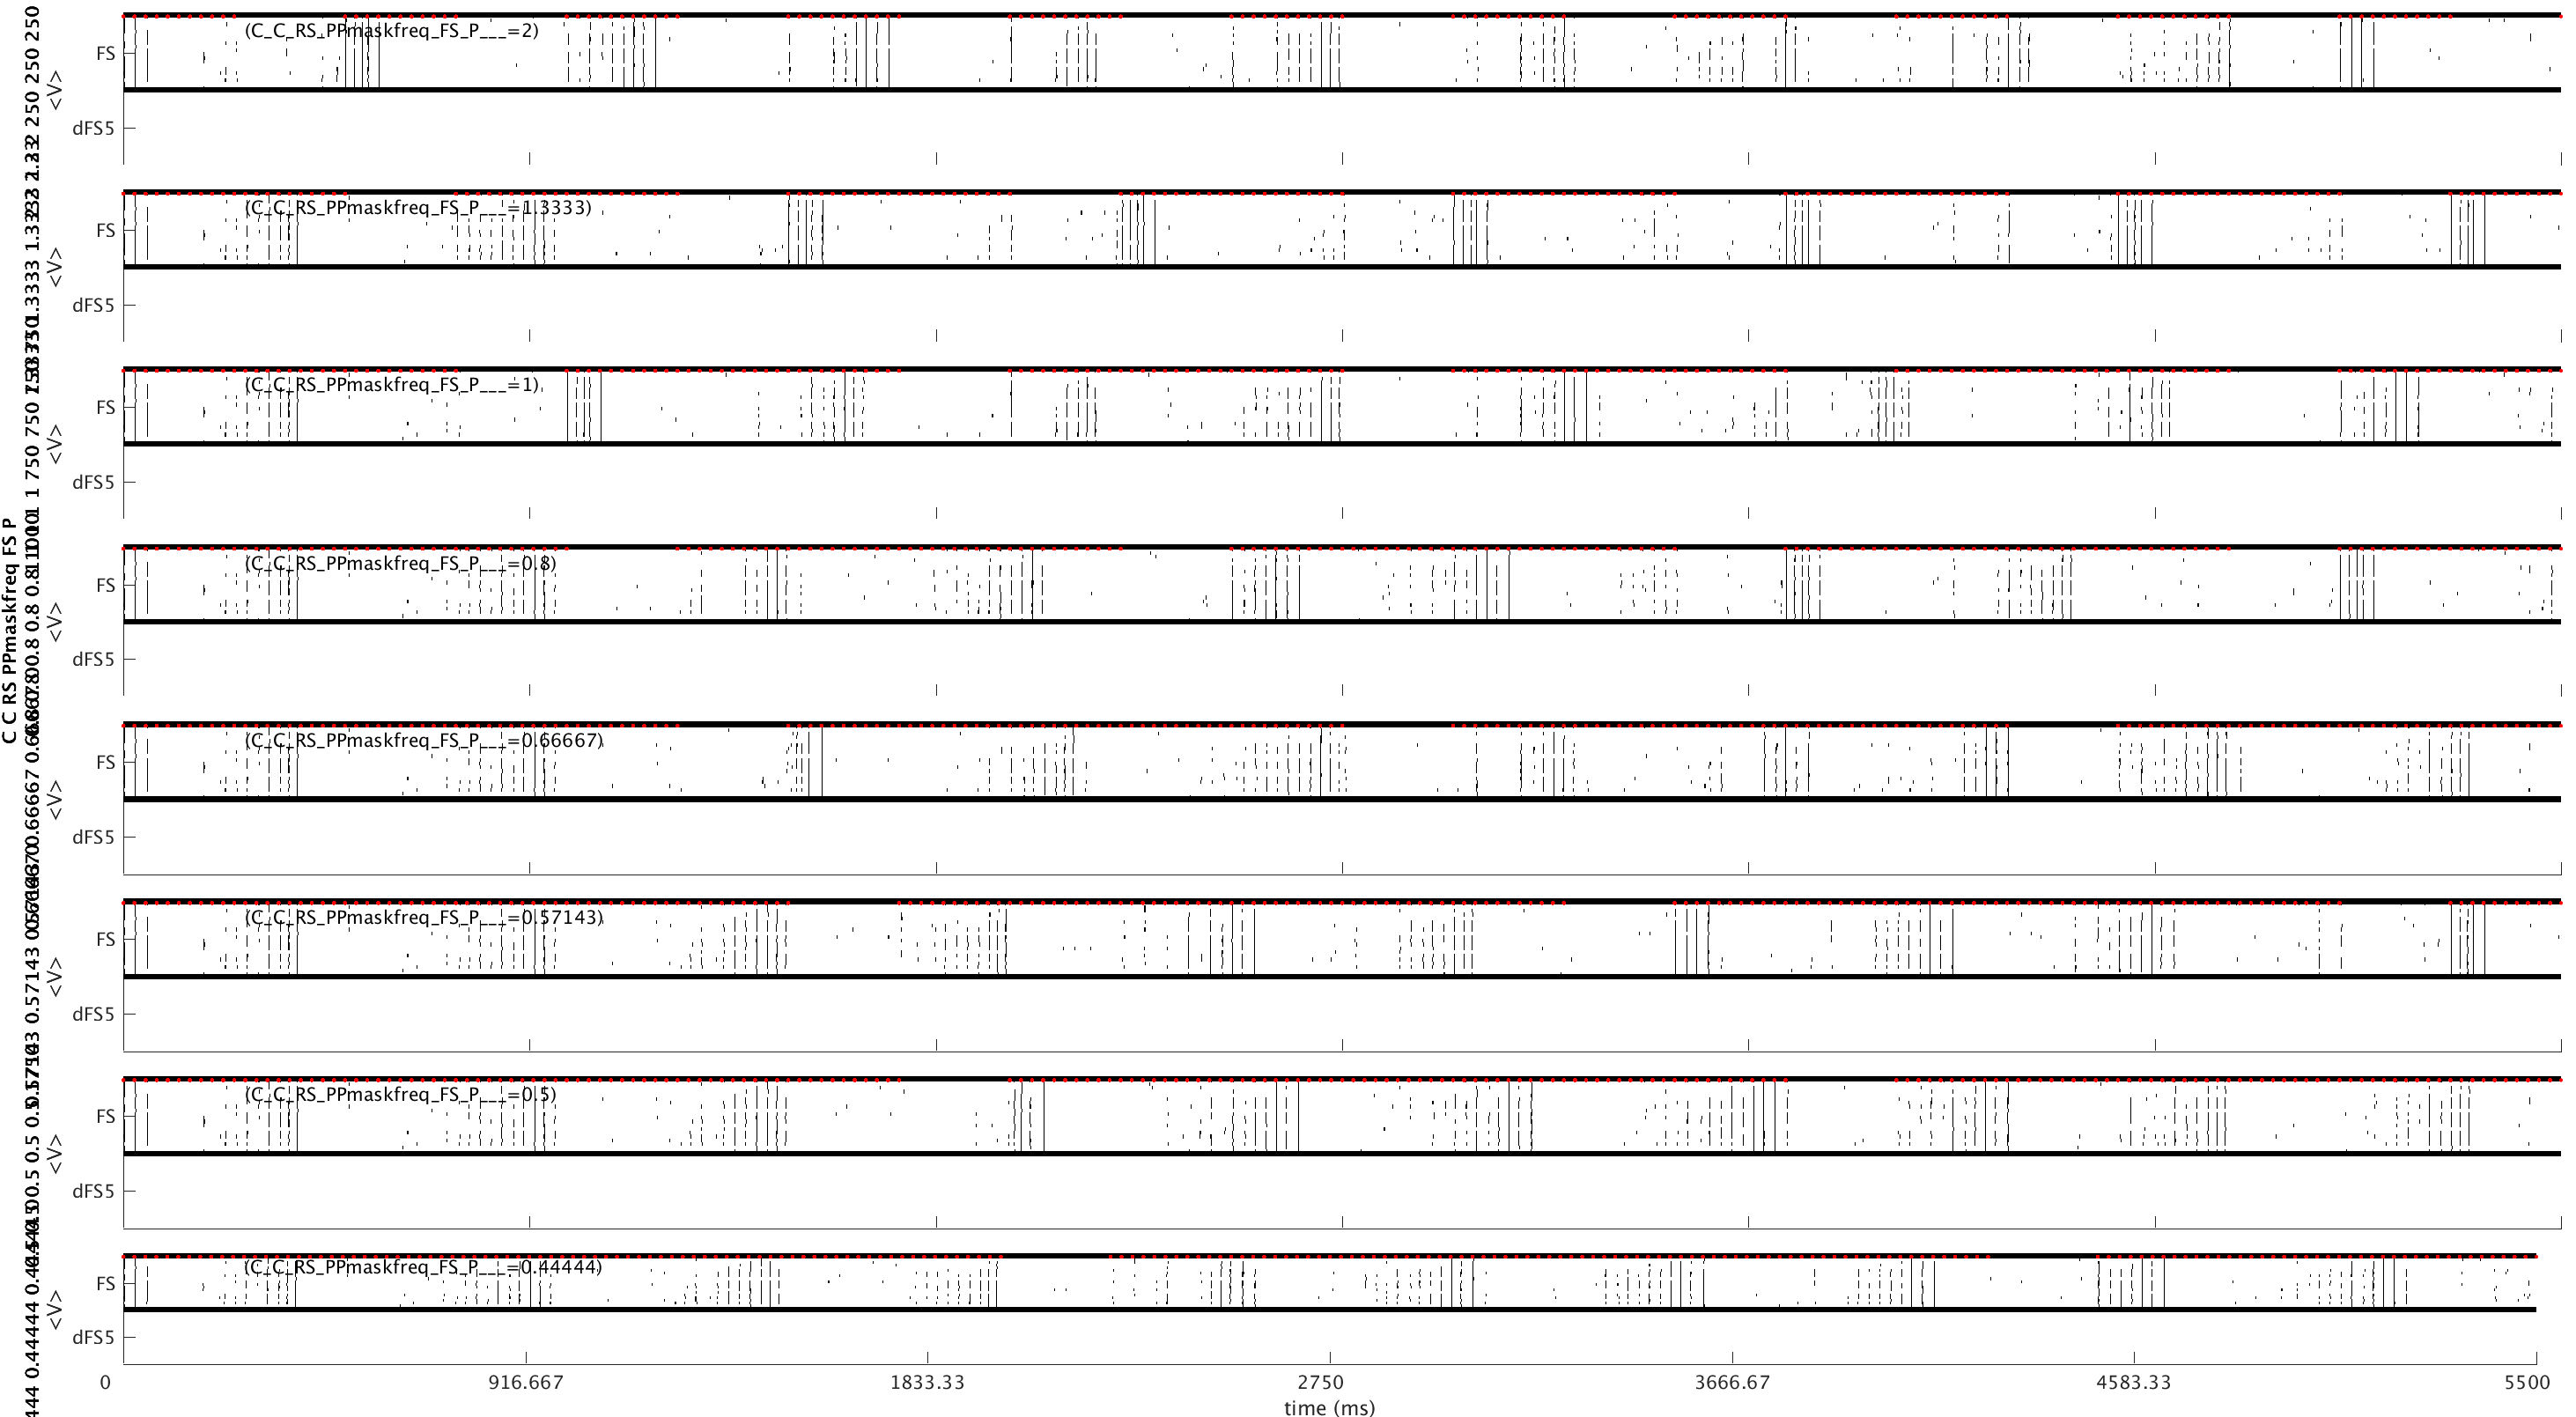 (C_C_RS_PPmaskfreq_FS_P___=2)
FS
<V>
dFS5
(C_C_RS_PPmaskfreq_FS_P___=1.3333)
FS
<V>
dFS5
(C_C_RS_PPmaskfreq_FS_P___=1)
FS
<V>
dFS5
(C_C_RS_PPmaskfreq_FS_P___=0.8)
FS
<V>
dFS5
C C RS PPmaskfreq FS P
(C_C_RS_PPmaskfreq_FS_P___=0.66667)
FS
<V>
dFS5
(C_C_RS_PPmaskfreq_FS_P___=0.57143)
FS
<V>
dFS5
(C_C_RS_PPmaskfreq_FS_P___=0.5)
FS
<V>
dFS5
(C_C_RS_PPmaskfreq_FS_P___=0.44444)
FS
<V>
dFS5
0 916.667 1833.33 2750 3666.67 4583.33 5500
time (ms)